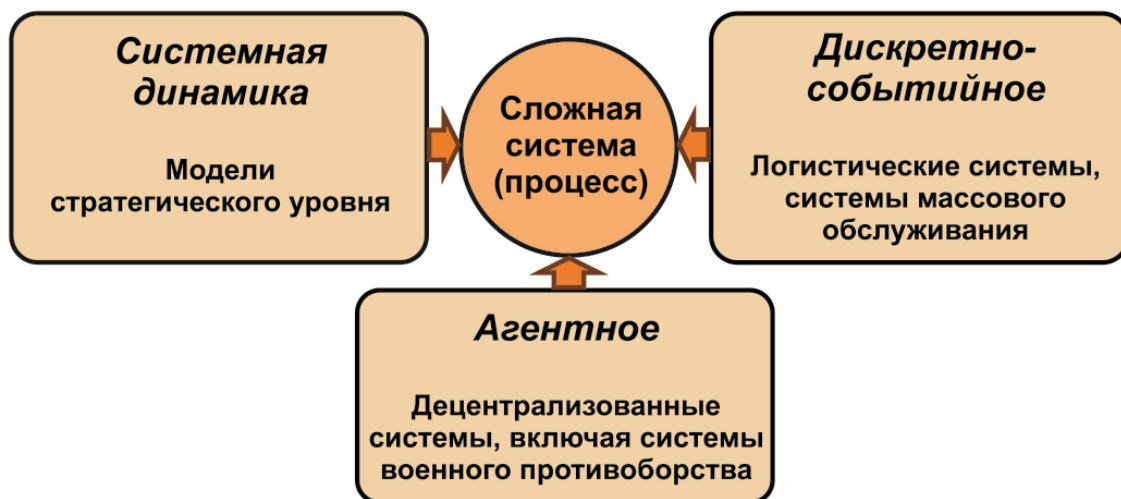 Системная
динамика
Модели
стратегического уровня
Сложная
система
(процесс)
Дискретно-
событийное
Логистические системы,
системы массового
обслуживания
Агентное
Децентрализованные
системы, включая системы
военного противоборства